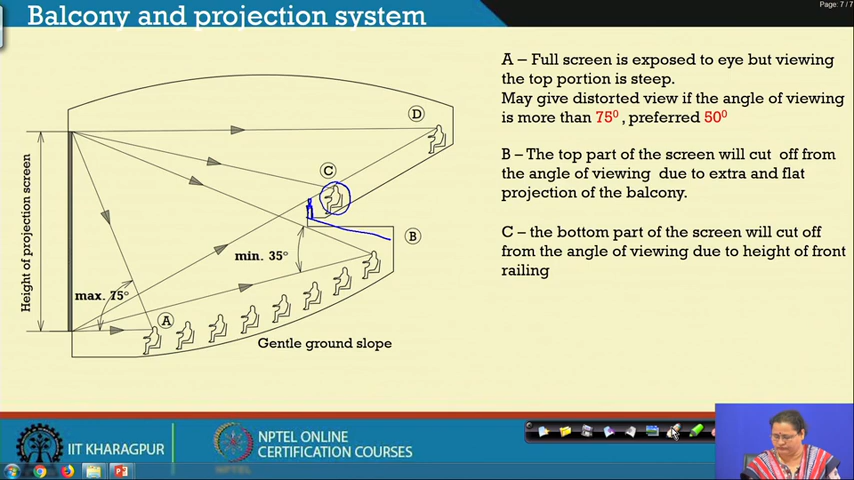 Balcony and projection system
Page: 7 / 7
A – Full screen is exposed to eye but viewing
the top portion is steep.
May give distorted view if the angle of viewing
is more than 75⁰ , preferred 50⁰
B – The top part of the screen will cut off from
the angle of viewing due to extra and flat
projection of the balcony.
C – the bottom part of the screen will cut off
from the angle of viewing due to height of front
railing
D
C
B
Height of projection screen
min. 35⁰
max. 75⁰
A
Gentle ground slope
IIT KHARAGPUR
NPTEL
NPTEL ONLINE
CERTIFICATION COURSES